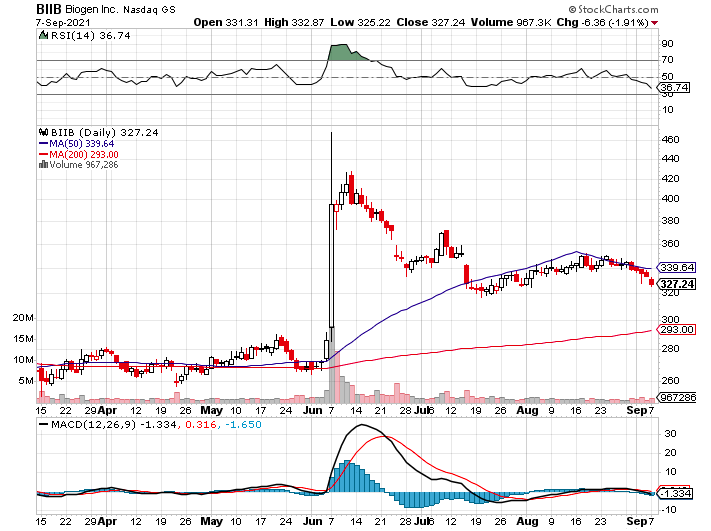 BIIB Biogen Inc. Nasdaq GS
© StockCharts.com
7-Sep-2021 Open 331.31 High 332.87 Low 325.22 Close 327.24 Volume 967.3K Chg -6.36 (-1.91%)
RSI(14) 36.74
90
70
50
36.74
30
10
BIIB (Daily) 327.24
MA(50) 339.64
MA(200) 293.00
Volume 967,286
460
440
420
400
380
360
339.64
327.24
320
300
293.00
280
260
967286
20M
15M
10M
5M
15 22 29 Apr 12 19 26 May 10 17 24 Jun 7 14 21 28 Jul 6 12 19 26 Aug 9 16 23 Sep 7
MACD(12,26,9) -1.334, 0.316, -1.650
30
20
10
-1.334
-10
15 22 29 Apr 12 19 26 May 10 17 24 Jun 7 14 21 28 Jul 6 12 19 26 Aug 9 16 23 Sep 7